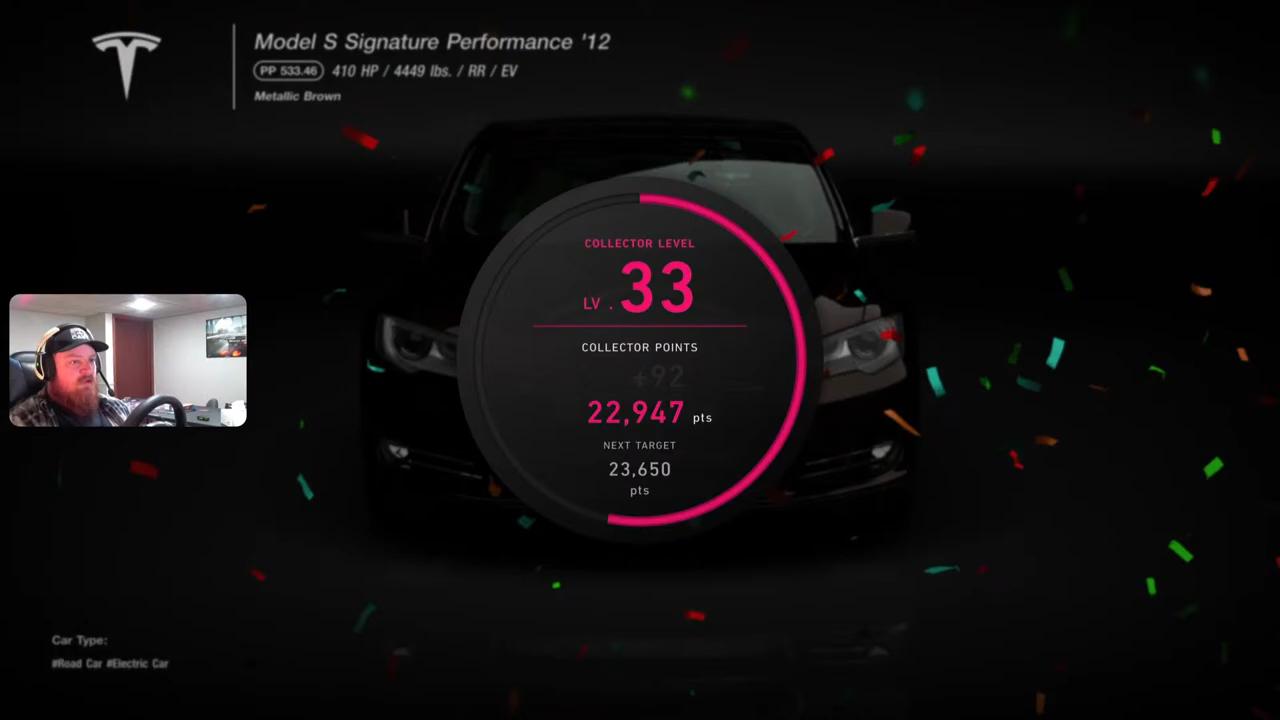 Model S Signature Performance '12
PP 533.46 410 HP / 4449 lbs. / RR / EV
Metallic Brown
COLLECTOR LEVEL
LV . 33
COLLECTOR POINTS
+92
22,947 pts
NEXT TARGET
23,650
pts
Car Type:
#Road Car #Electric Car